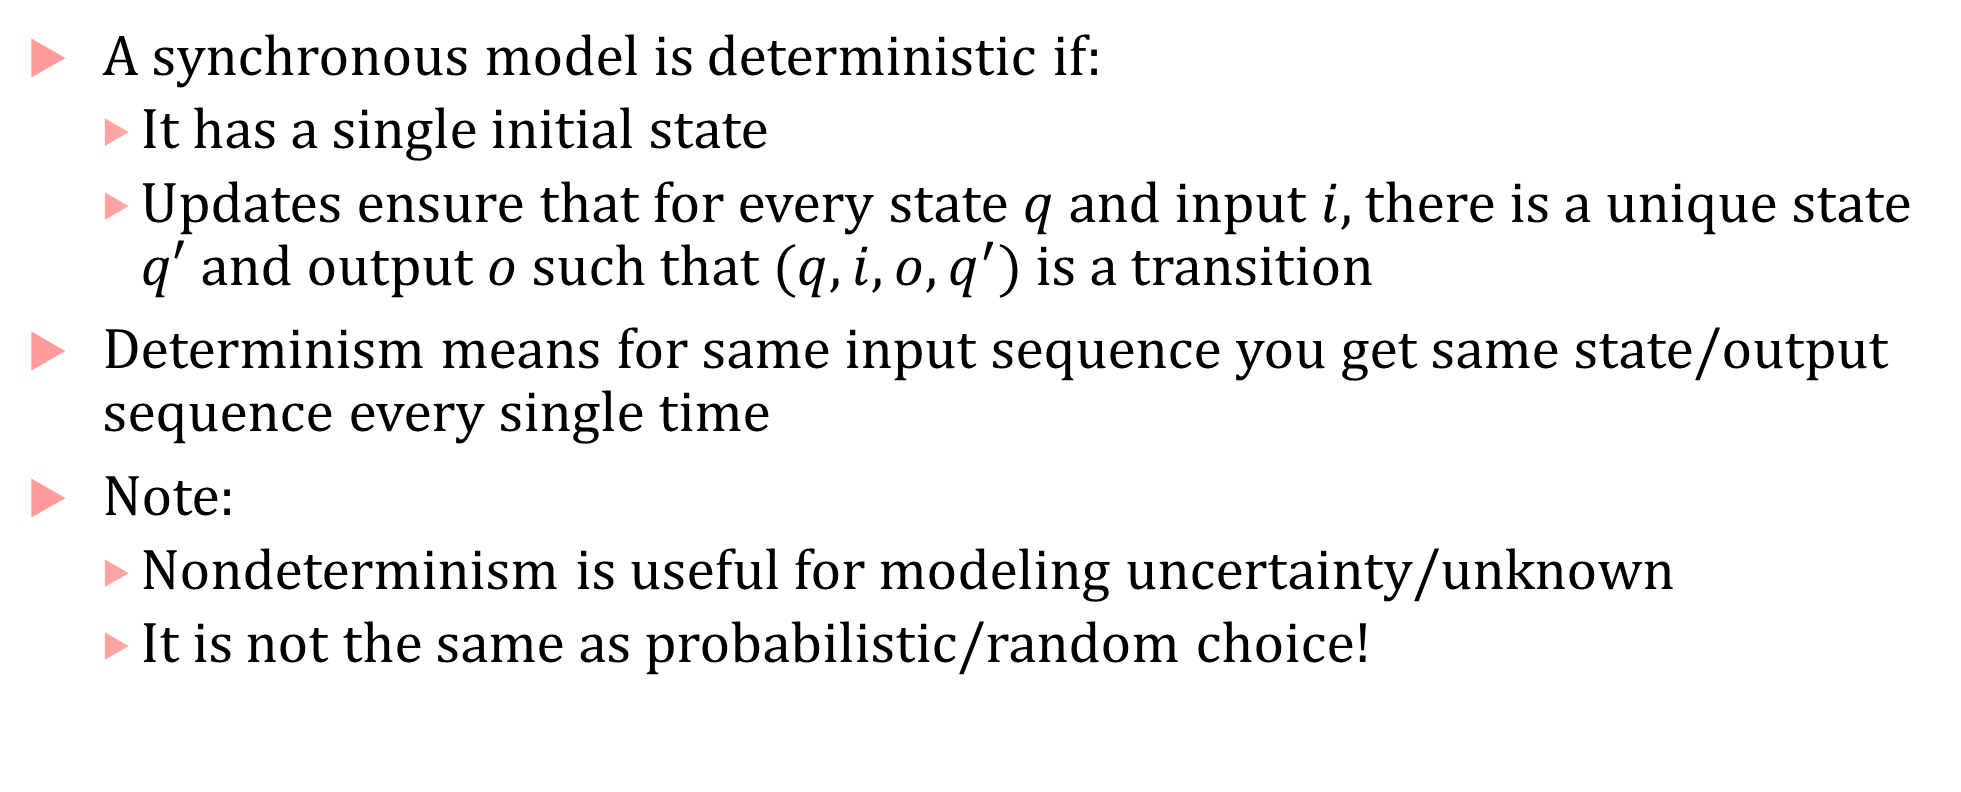 A synchronous model is deterministic if:
It has a single initial state
Updates ensure that for every state q and input i, there is a unique state
q′ and output o such that (q, i, o, q′) is a transition
Determinism means for same input sequence you get same state/output
sequence every single time
Note:
Nondeterminism is useful for modeling uncertainty/unknown
It is not the same as probabilistic/random choice!